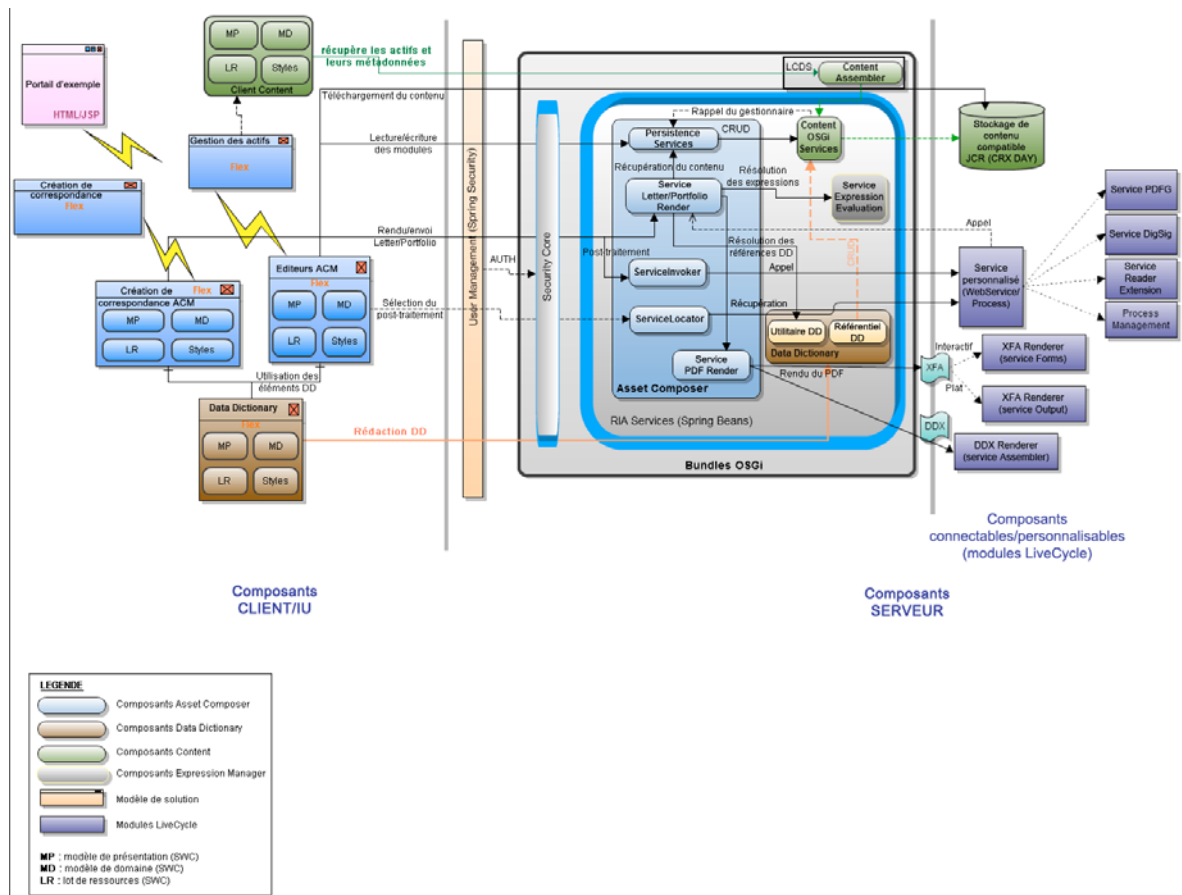 Portail d'exemple
HTML/JSP
MP
MD
LR
Styles
Client Content
récupère les actifs et
leurs métadonnées
Téléchargement du contenu
Gestion des actifs
Flex
Lecture/écriture
des modules
Création de
correspondance
Flex
Rendu/envoi
Letter/Portfolio
Création de
Flex
correspondance ACM
MP
MD
LR
Styles
Editeurs ACM
Flex
MP
MD
LR
Styles
Sélection du
post-traitement
AUTH
Utilisation des
éléments DD
Data Dictionary
Flex
MP
MD
LR
Styles
Rédaction DD
User Management (Spring Security)
Security Core
LCDS
Content
Assembler
Rappel du gestionnaire
CRUD
Persistence
Services
Content
OSGi
Services
Récupération du contenu
Service
Letter/Portfolio
Render
Résolution
des expressions
Service
Expression
Evaluation
Post-traitement
Résolution des
références DD
CRUD
ServiceInvoker
Appel
Récupération
ServiceLocator
Utilitaire DD
Référentiel
DD
Data Dictionary
Service
PDF Render
Rendu du PDF
Asset Composer
RIA Services (Spring Beans)
Bundles OSGi
Stockage de
contenu
compatible
JCR (CRX DAY)
Appel
Service
personnalisé
(WebService/
Process)
Service PDFG
Service DigSig
Service
Reader
Extension
Process
Management
Interactif
XFA
Plat
XFA Renderer
(service Forms)
XFA Renderer
(service Output)
DDX
DDX Renderer
(service Assembler)
Composants
connectables/personnalisables
(modules LiveCycle)
Composants
CLIENT/IU
Composants
SERVEUR
LEGENDE
Composants Asset Composer
Composants Data Dictionary
Composants Content
Composants Expression Manager
Modèle de solution
Modules LiveCycle
MP : modèle de présentation (SWC)
MD : modèle de domaine (SWC)
LR : lot de ressources (SWC)